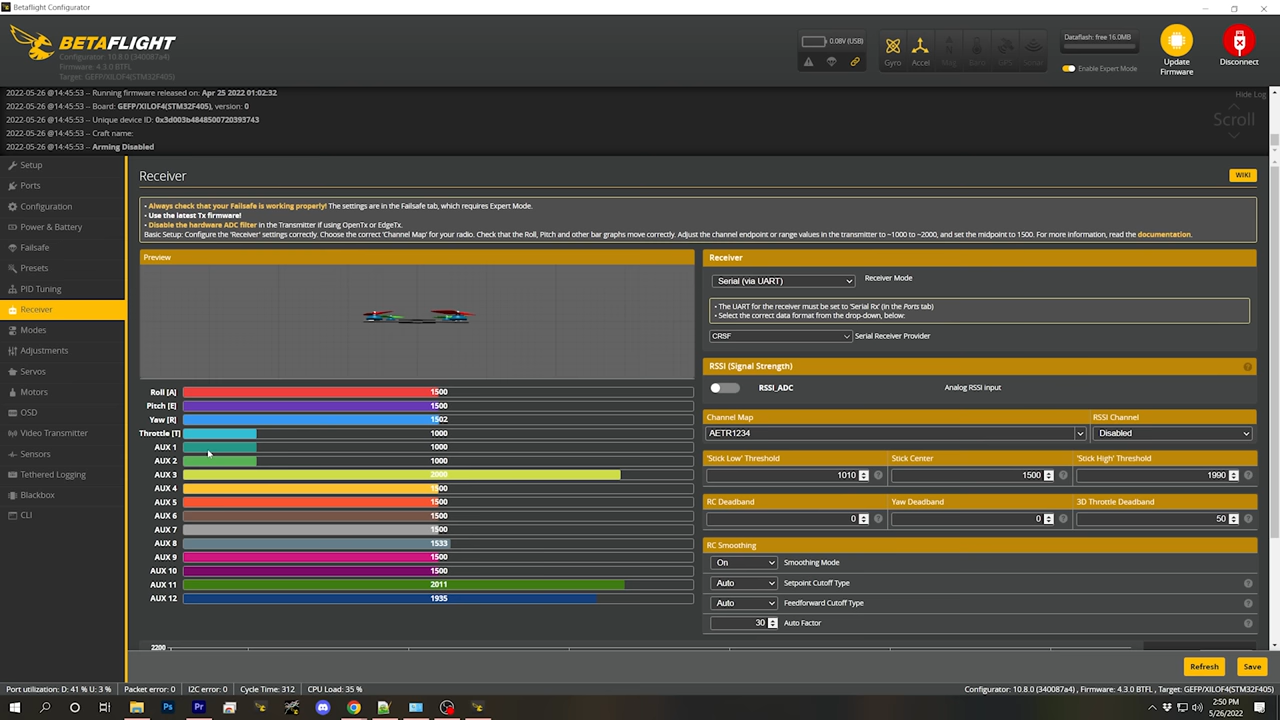 Betaflight Configurator
BETAFLIGHT
Configurator: 10.8.0 (340087a4)
Firmware: 4.3.0 BTFL
Target: GEFP/XILOF4(STM32F405)
0.08V (USB)
Gyro
Accel
Mag
Baro
GPS
Sonar
Dataflash: free 16.0MB
Enable Expert Mode
Update
Firmware
Disconnect
2022-05-26 @14:45:53 -- Running firmware released on: Apr 25 2022 01:02:32
2022-05-26 @14:45:53 -- Board: GEFP/XILOF4(STM32F405), version: 0
2022-05-26 @14:45:53 -- Unique device ID: 0x3d003b4848500720393743
2022-05-26 @14:45:53 -- Craft name:
2022-05-26 @14:45:53 -- Arming Disabled
Hide Log
Scroll
Setup
Ports
Configuration
Power & Battery
Failsafe
Presets
PID Tuning
Receiver
Modes
Adjustments
Servos
Motors
OSD
Video Transmitter
Sensors
Tethered Logging
Blackbox
CLI
Receiver
WIKI
• Always check that your Failsafe is working properly! The settings are in the Failsafe tab, which requires Expert Mode.
• Use the latest Tx firmware!
• Disable the hardware ADC filter in the Transmitter if using OpenTx or EdgeTx.
Basic Setup: Configure the 'Receiver' settings correctly. Choose the correct 'Channel Map' for your radio. Check that the Roll, Pitch and other bar graphs move correctly. Adjust the channel endpoint or range values in the transmitter to ~1000 to ~2000, and set the midpoint to 1500. For more information, read the documentation.
Preview
Roll [A] 1500
Pitch [E] 1500
Yaw [R] 1502
Throttle [T] 1000
AUX 1 1000
AUX 2 1000
AUX 3 2000
AUX 4 1500
AUX 5 1500
AUX 6 1500
AUX 7 1500
AUX 8 1533
AUX 9 1500
AUX 10 1500
AUX 11 2011
AUX 12 1935
2200
Receiver
Serial (via UART) Receiver Mode
• The UART for the receiver must be set to 'Serial Rx' (in the Ports tab)
• Select the correct data format from the drop-down, below:
CRSF Serial Receiver Provider
RSSI (Signal Strength)
RSSI_ADC Analog RSSI input
Channel Map RSSI Channel
AETR1234 Disabled
'Stick Low' Threshold Stick Center 'Stick High' Threshold
1010 1500 1990
RC Deadband Yaw Deadband 3D Throttle Deadband
0 0 50
RC Smoothing
On Smoothing Mode
Auto Setpoint Cutoff Type
Auto Feedforward Cutoff Type
30 Auto Factor
Refresh
Save
Port utilization: D: 41 % U: 3 % Packet error: 0 I2C error: 0 Cycle Time: 312 CPU Load: 35 %
Configurator: 10.8.0 (340087a4), Firmware: 4.3.0, Target: GEFP/XILOF4(STM32F405)
Ps
Pr
2:50 PM
5/26/2022